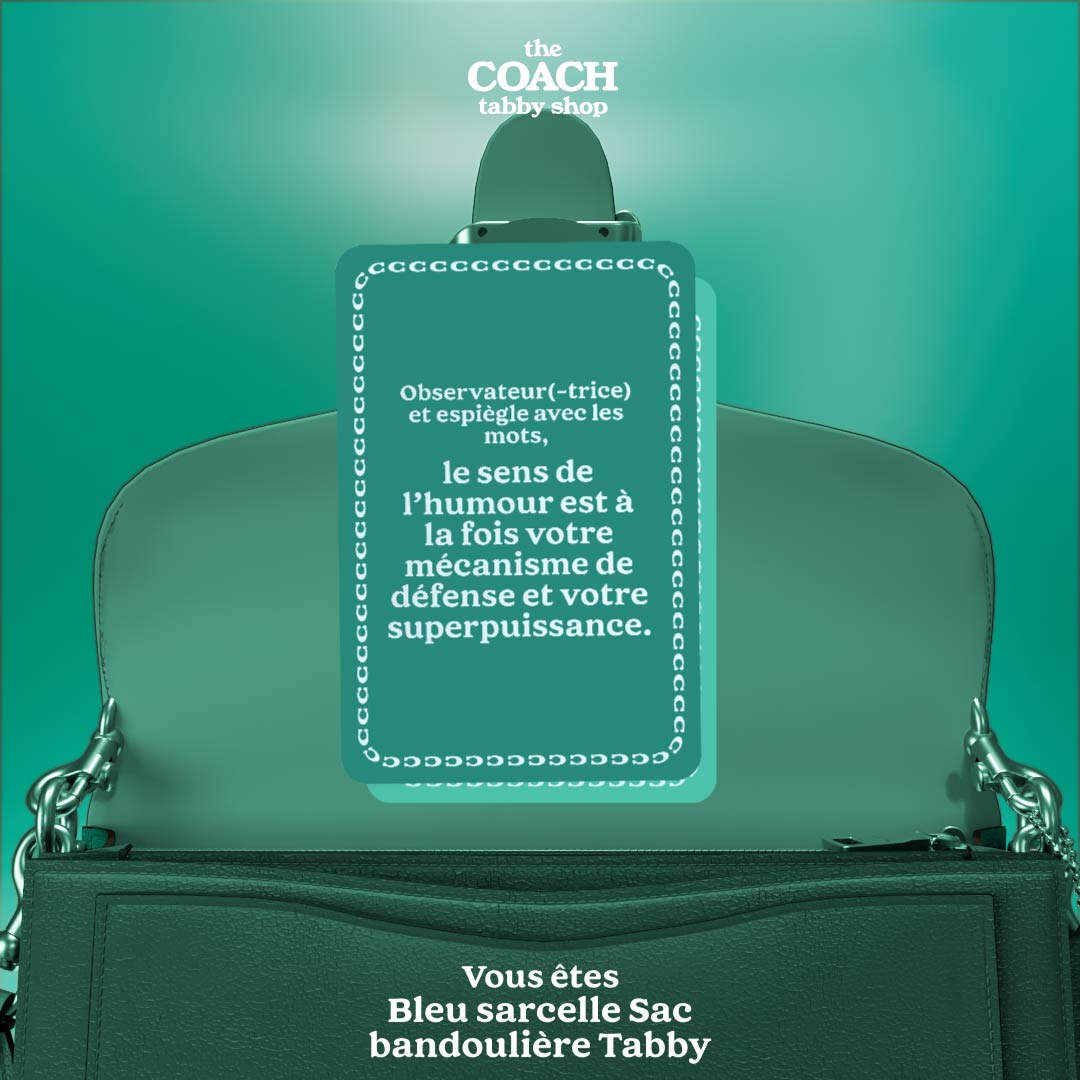 the
COACH
tabby shop
Observateur(-trice)
et espiègle avec les
mots,
le sens de
l’humour est à
la fois votre
mécanisme de
défense et votre
superpuissance.
Vous êtes
Bleu sarcelle Sac
bandoulière Tabby